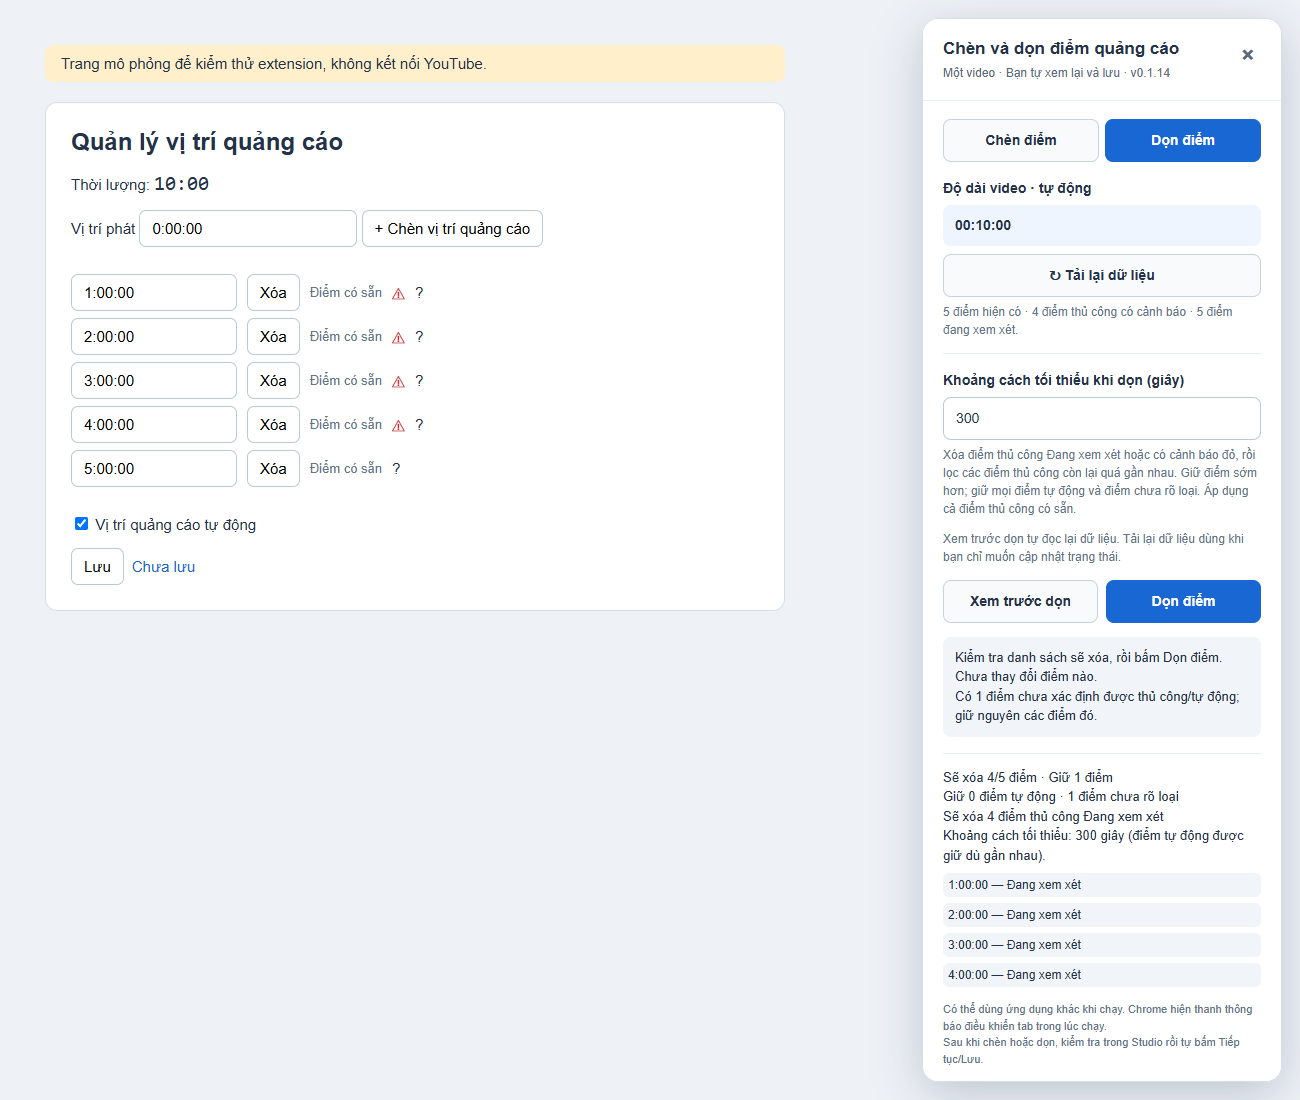 Trang mô phỏng để kiểm thử extension, không kết nối YouTube.
Quản lý vị trí quảng cáo
Thời lượng: 10:00
Vị trí phát 0:00:00 + Chèn vị trí quảng cáo
1:00:00 Xóa Điểm có sẵn ⚠ ?
2:00:00 Xóa Điểm có sẵn ⚠ ?
3:00:00 Xóa Điểm có sẵn ⚠ ?
4:00:00 Xóa Điểm có sẵn ⚠ ?
5:00:00 Xóa Điểm có sẵn ?
Vị trí quảng cáo tự động
Lưu Chưa lưu
Chèn và dọn điểm quảng cáo
×
Một video · Bạn tự xem lại và lưu · v0.1.14
Chèn điểm Dọn điểm
Độ dài video · tự động
00:10:00
↻ Tải lại dữ liệu
5 điểm hiện có · 4 điểm thủ công có cảnh báo · 5 điểm
đang xem xét.
Khoảng cách tối thiểu khi dọn (giây)
300
Xóa điểm thủ công Đang xem xét hoặc có cảnh báo đỏ, rồi
lọc các điểm thủ công còn lại quá gần nhau. Giữ điểm sớm
hơn; giữ mọi điểm tự động và điểm chưa rõ loại. Áp dụng
cả điểm thủ công có sẵn.
Xem trước dọn tự đọc lại dữ liệu. Tải lại dữ liệu dùng khi
bạn chỉ muốn cập nhật trạng thái.
Xem trước dọn Dọn điểm
Kiểm tra danh sách sẽ xóa, rồi bấm Dọn điểm.
Chưa thay đổi điểm nào.
Có 1 điểm chưa xác định được thủ công/tự động;
giữ nguyên các điểm đó.
Sẽ xóa 4/5 điểm · Giữ 1 điểm
Giữ 0 điểm tự động · 1 điểm chưa rõ loại
Sẽ xóa 4 điểm thủ công Đang xem xét
Khoảng cách tối thiểu: 300 giây (điểm tự động được
giữ dù gần nhau).
1:00:00 — Đang xem xét
2:00:00 — Đang xem xét
3:00:00 — Đang xem xét
4:00:00 — Đang xem xét
Có thể dùng ứng dụng khác khi chạy. Chrome hiện thanh thông
báo điều khiển tab trong lúc chạy.
Sau khi chèn hoặc dọn, kiểm tra trong Studio rồi tự bấm Tiếp
tục/Lưu.